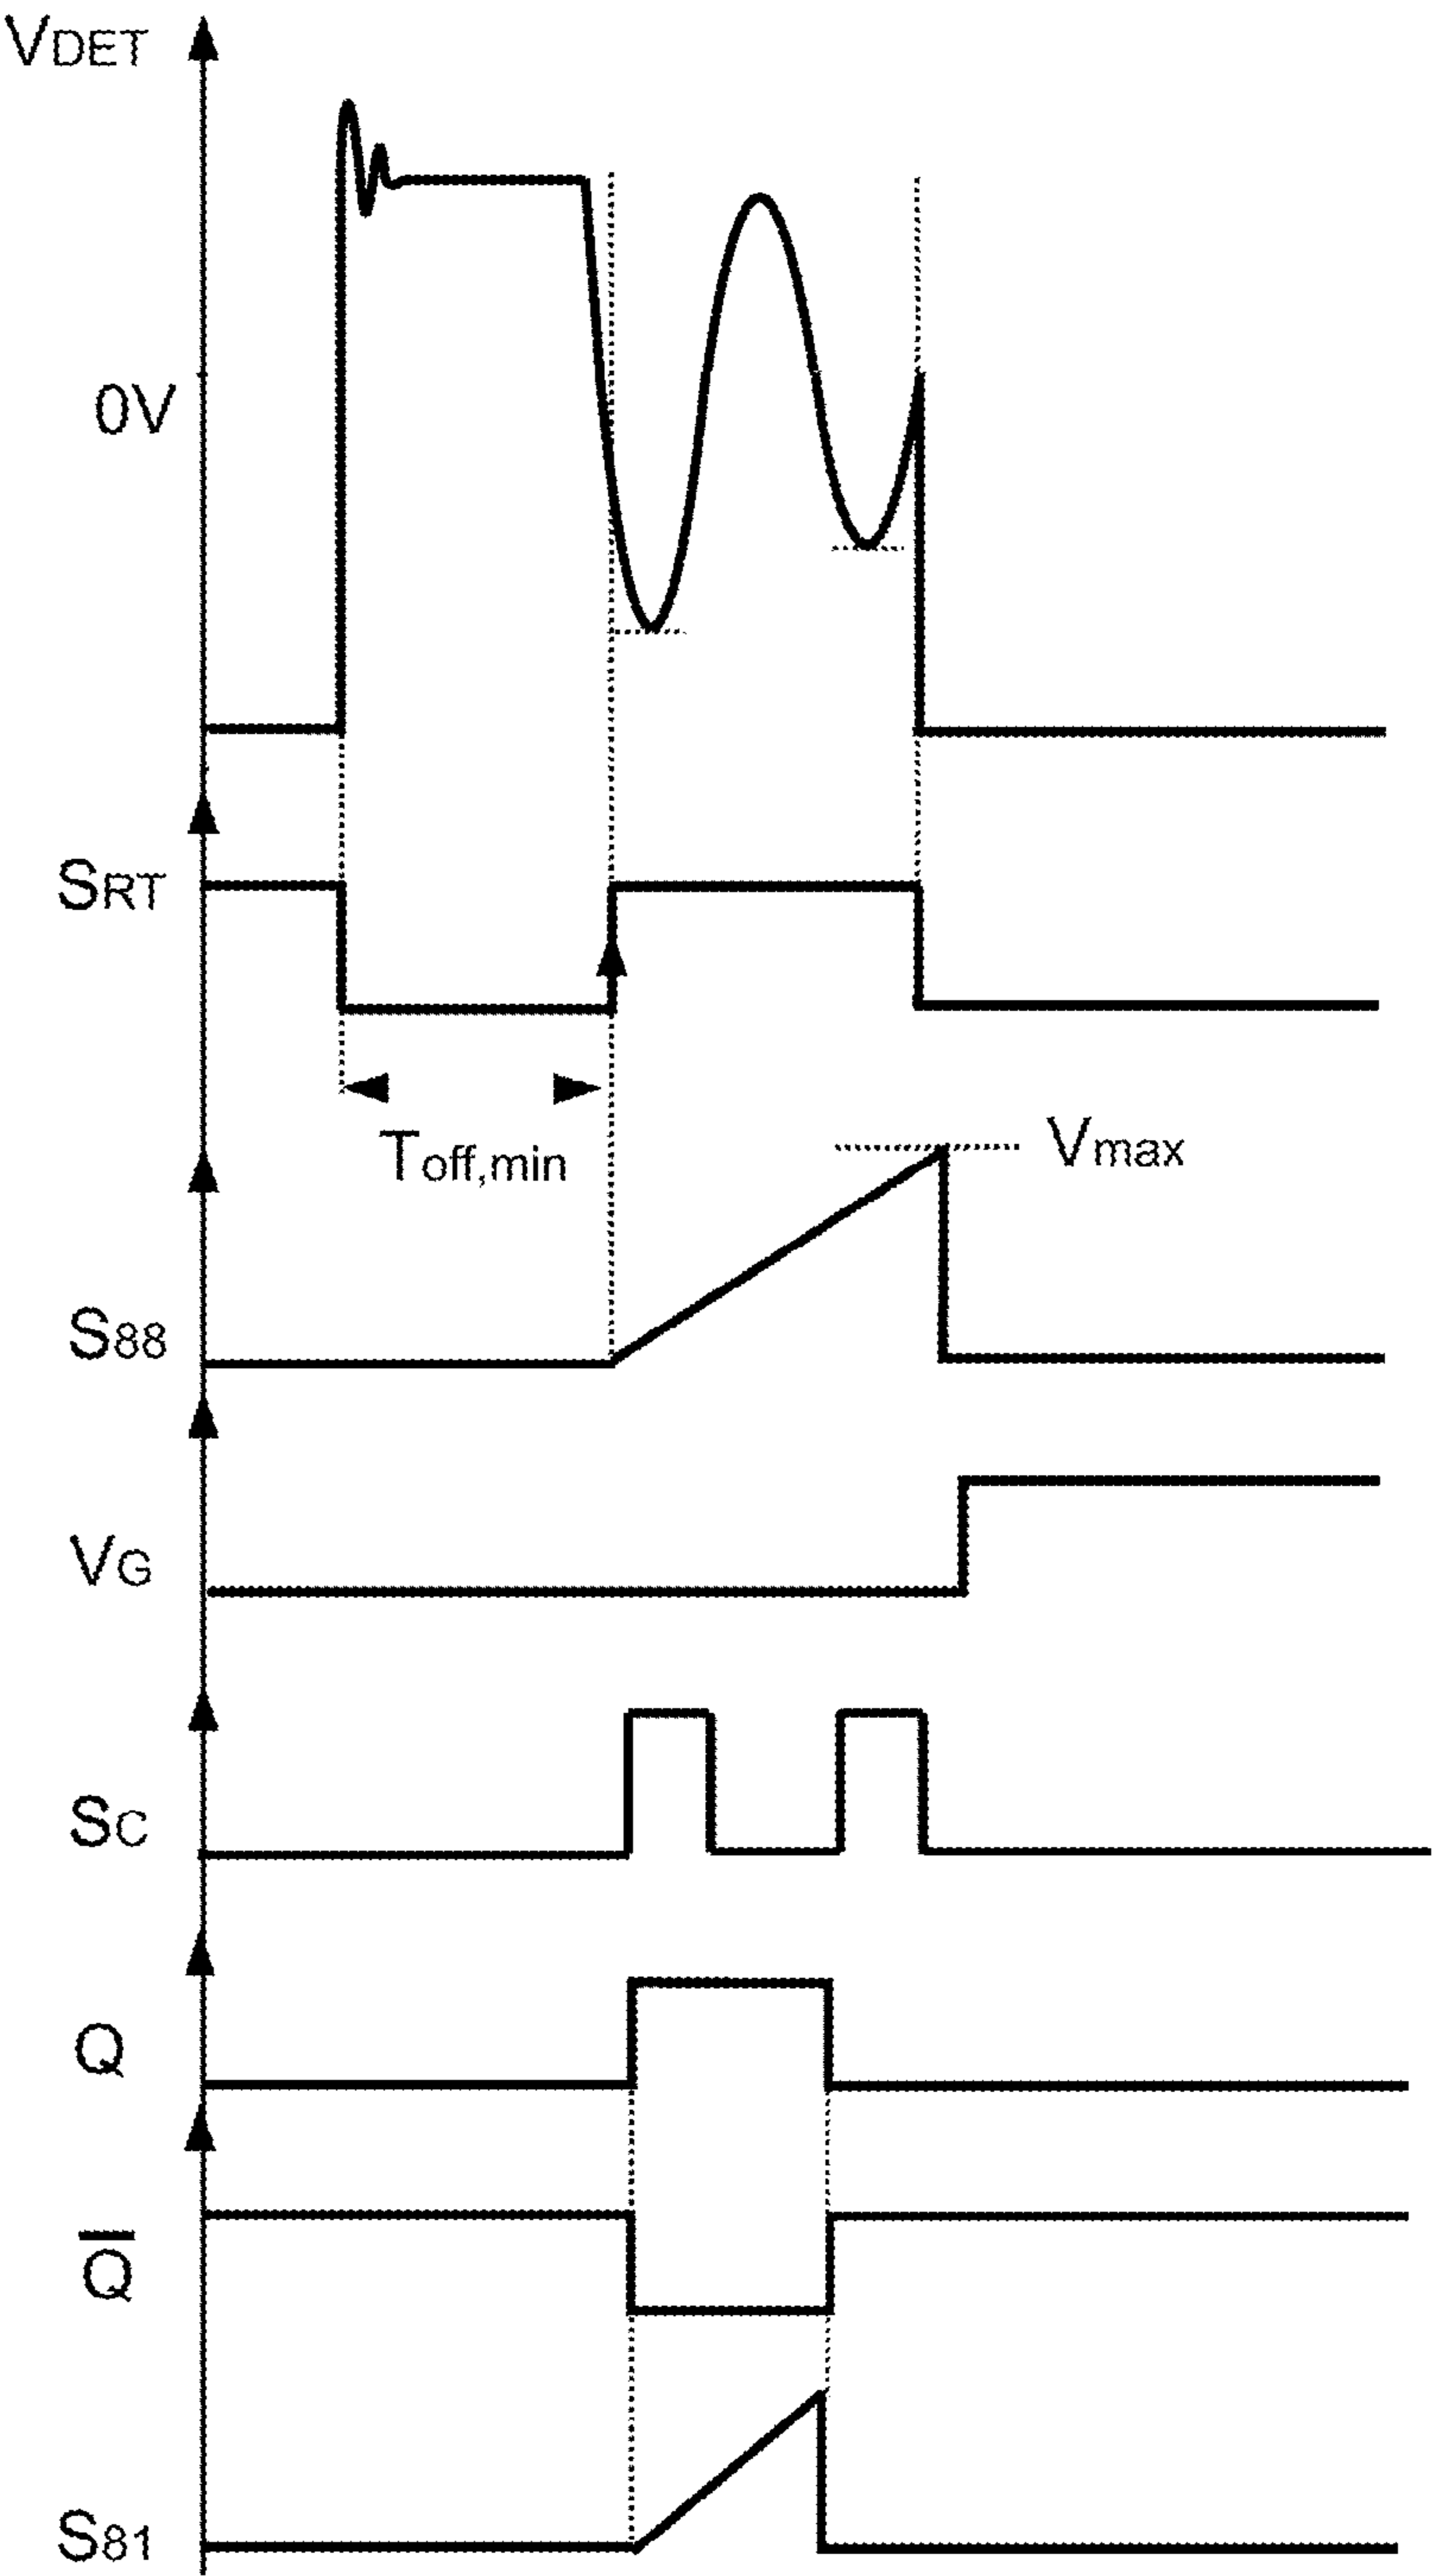 VDET
0V
SRT
Toff,min
Vmax
S88
VG
SC
Q
Q̅
S81